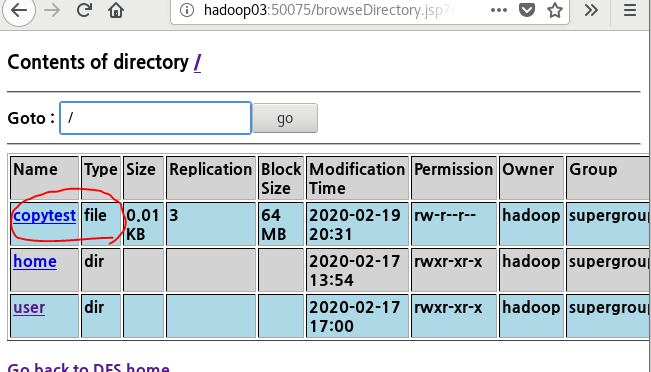 hadoop03:50075/browseDirectory.jsp?
Contents of directory /
Goto : / go
Name Type Size Replication Block Size Modification Time Permission Owner Group
copytest file 0.01 KB 3 64 MB 2020-02-19 20:31 rw-r--r-- hadoop supergroup
home dir 2020-02-17 13:54 rwxr-xr-x hadoop supergroup
user dir 2020-02-17 17:00 rwxr-xr-x hadoop supergroup
Go back to DFS home